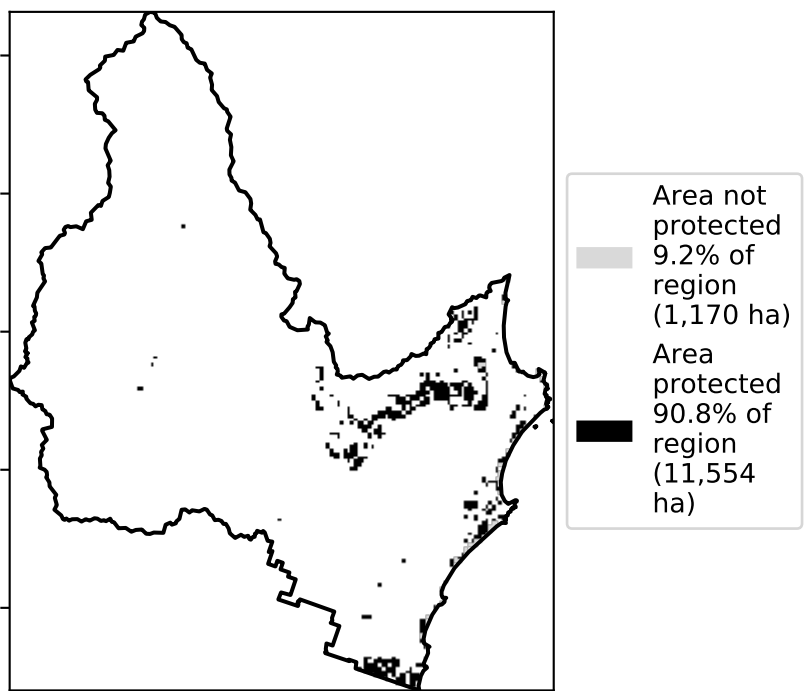 Area not
protected
9.2% of
region
(1,170 ha)
Area
protected
90.8% of
region
(11,554
ha)